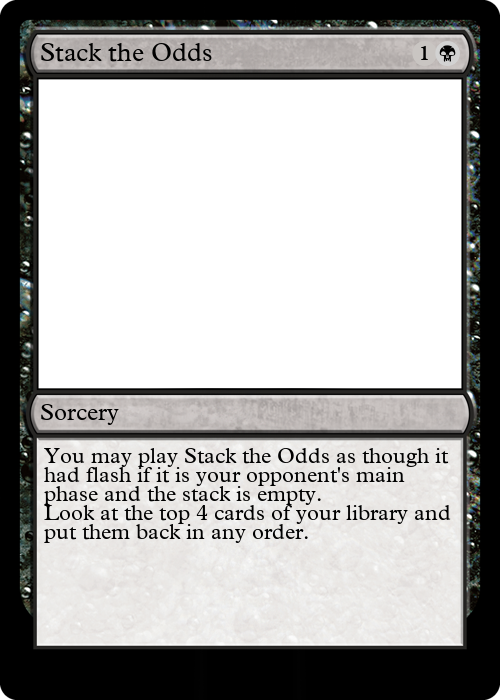 Stack the Odds 1
Sorcery
You may play Stack the Odds as though it
had flash if it is your opponent's main
phase and the stack is empty.
Look at the top 4 cards of your library and
put them back in any order.